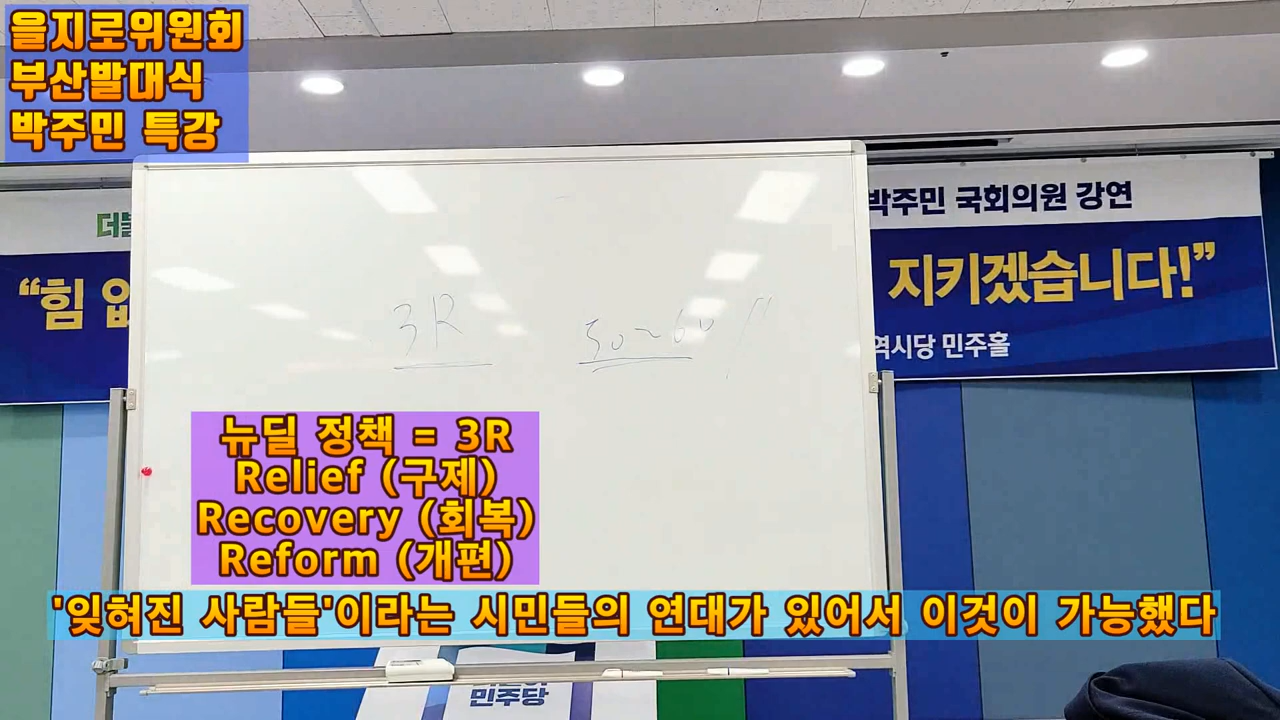 을지로위원회
부산발대식
박주민 특강
박주민 국회의원 강연
“힘
지키겠습니다!”
역시당 민주홀
3R
50~60
뉴딜 정책 = 3R
Relief (구제)
Recovery (회복)
Reform (개편)
'잊혀진 사람들'이라는 시민들의 연대가 있어서 이것이 가능했다
민주당